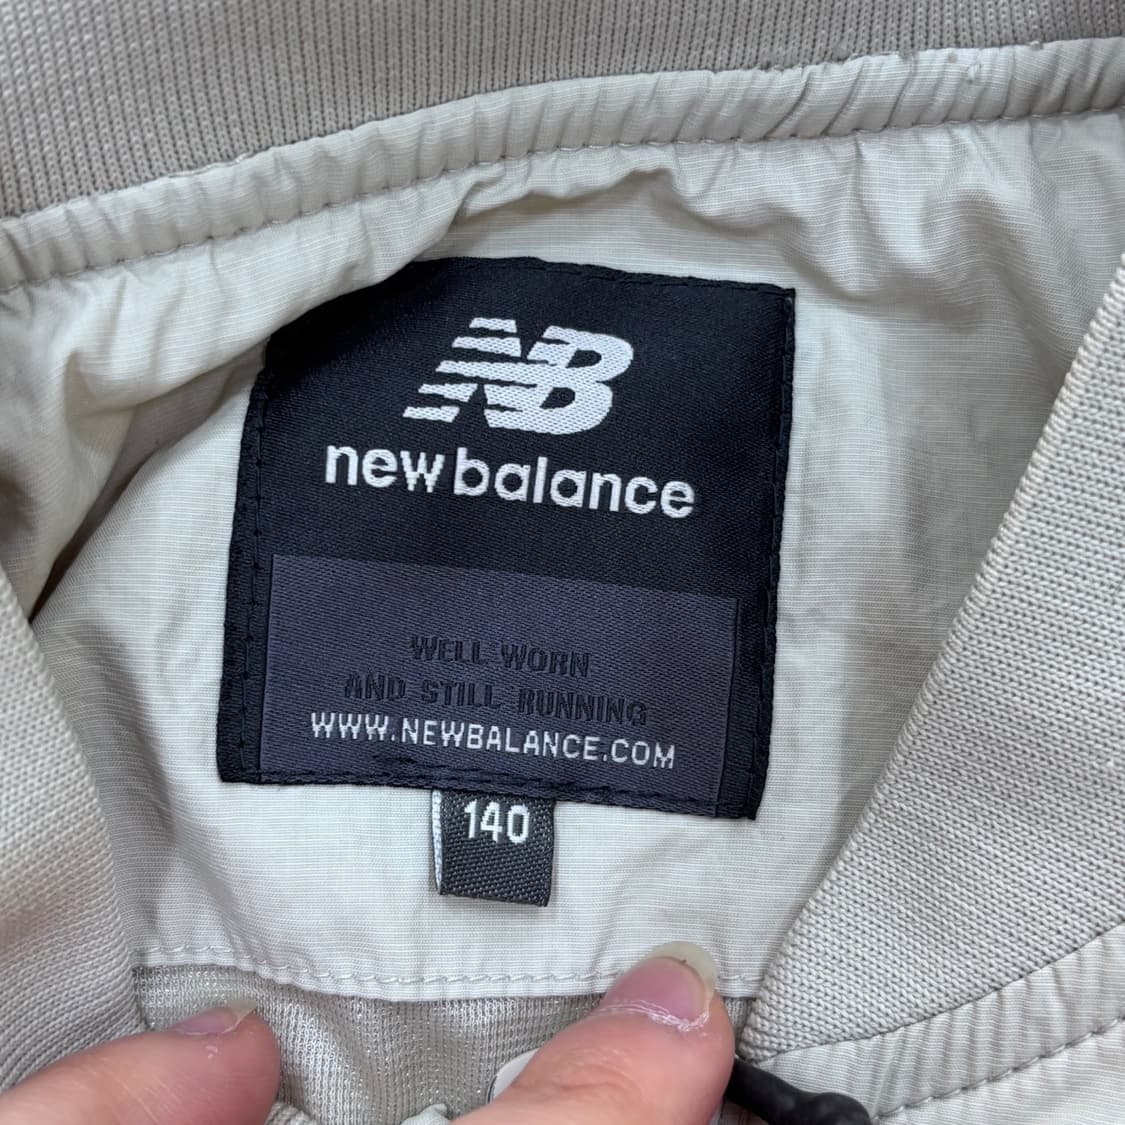 NB
new balance
WELL WORN
AND STILL RUNNING
WWW.NEWBALANCE.COM
140